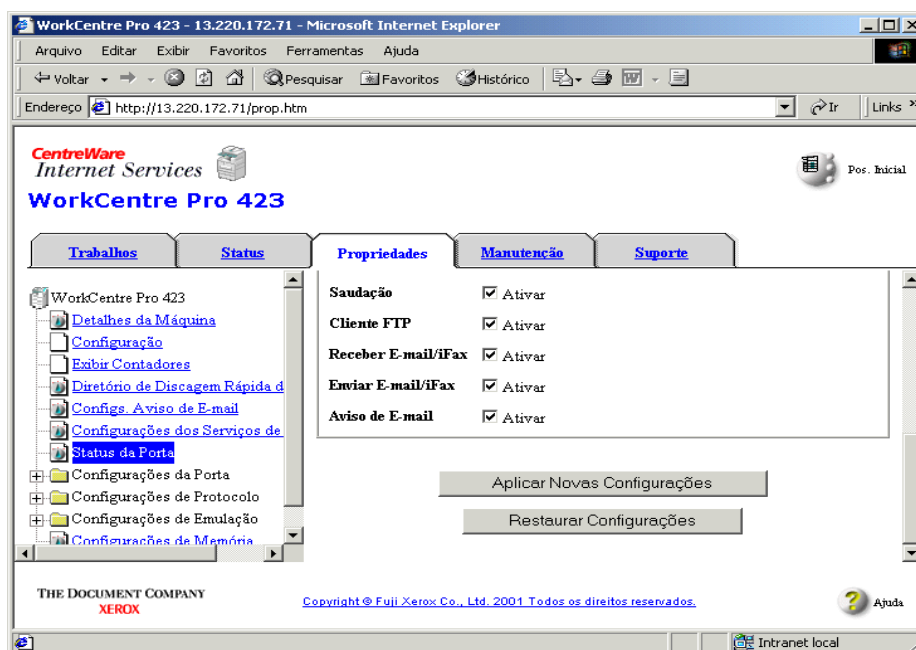 WorkCentre Pro 423 - 13.220.172.71 - Microsoft Internet Explorer
Arquivo Editar Exibir Favoritos Ferramentas Ajuda
Voltar Pesquisar Favoritos Histórico
Endereço http://13.220.172.71/prop.htm Ir Links
CentreWare
Internet Services
Pos. Inicial
WorkCentre Pro 423
Trabalhos Status Propriedades Manutenção Suporte
WorkCentre Pro 423
Detalhes da Máquina
Configuração
Exibir Contadores
Diretório de Discagem Rápida d
Configs. Aviso de E-mail
Configurações dos Serviços de
Status da Porta
Configurações da Porta
Configurações de Protocolo
Configurações de Emulação
Configurações de Memória
Saudação Ativar
Cliente FTP Ativar
Receber E-mail/iFax Ativar
Enviar E-mail/iFax Ativar
Aviso de E-mail Ativar
Aplicar Novas Configurações
Restaurar Configurações
THE DOCUMENT COMPANY
XEROX
Copyright © Fuji Xerox Co., Ltd. 2001 Todos os direitos reservados.
Ajuda
Intranet local